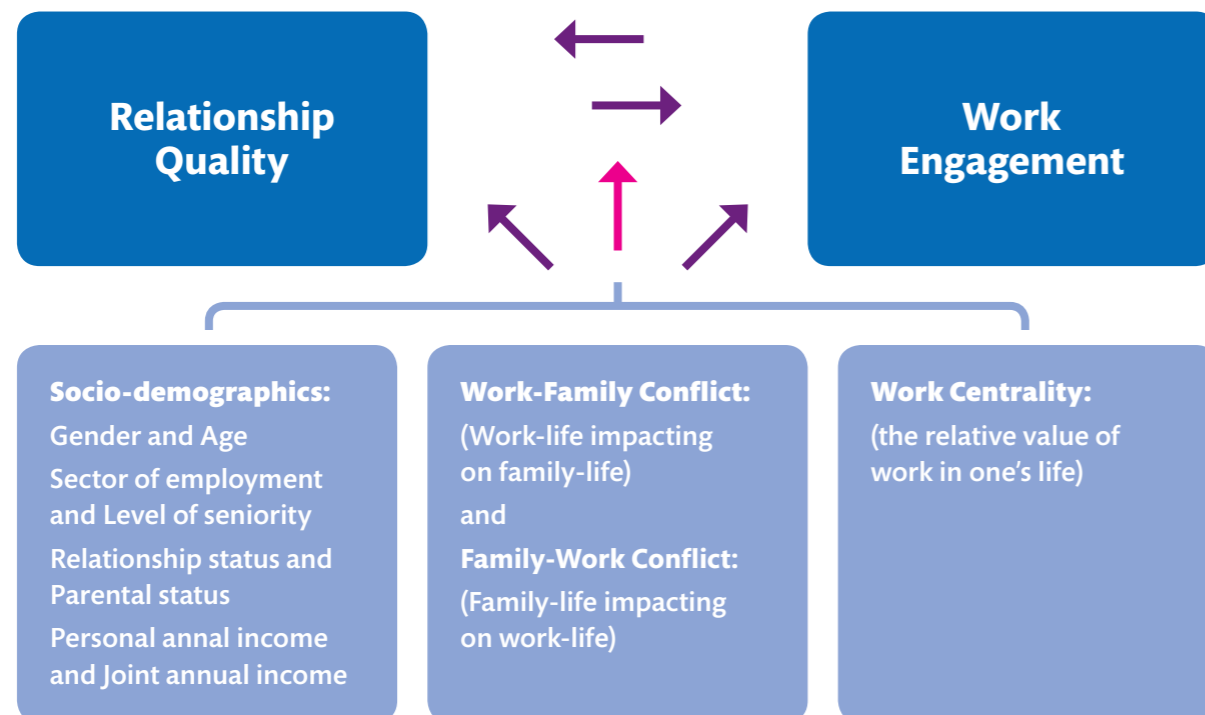 Relationship
Quality
Work
Engagement
Socio-demographics:
Gender and Age
Sector of employment
and Level of seniority
Relationship status and
Parental status
Personal annal income
and Joint annual income
Work-Family Conflict:
(Work-life impacting
on family-life)
and
Family-Work Conflict:
(Family-life impacting
on work-life)
Work Centrality:
(the relative value of
work in one’s life)